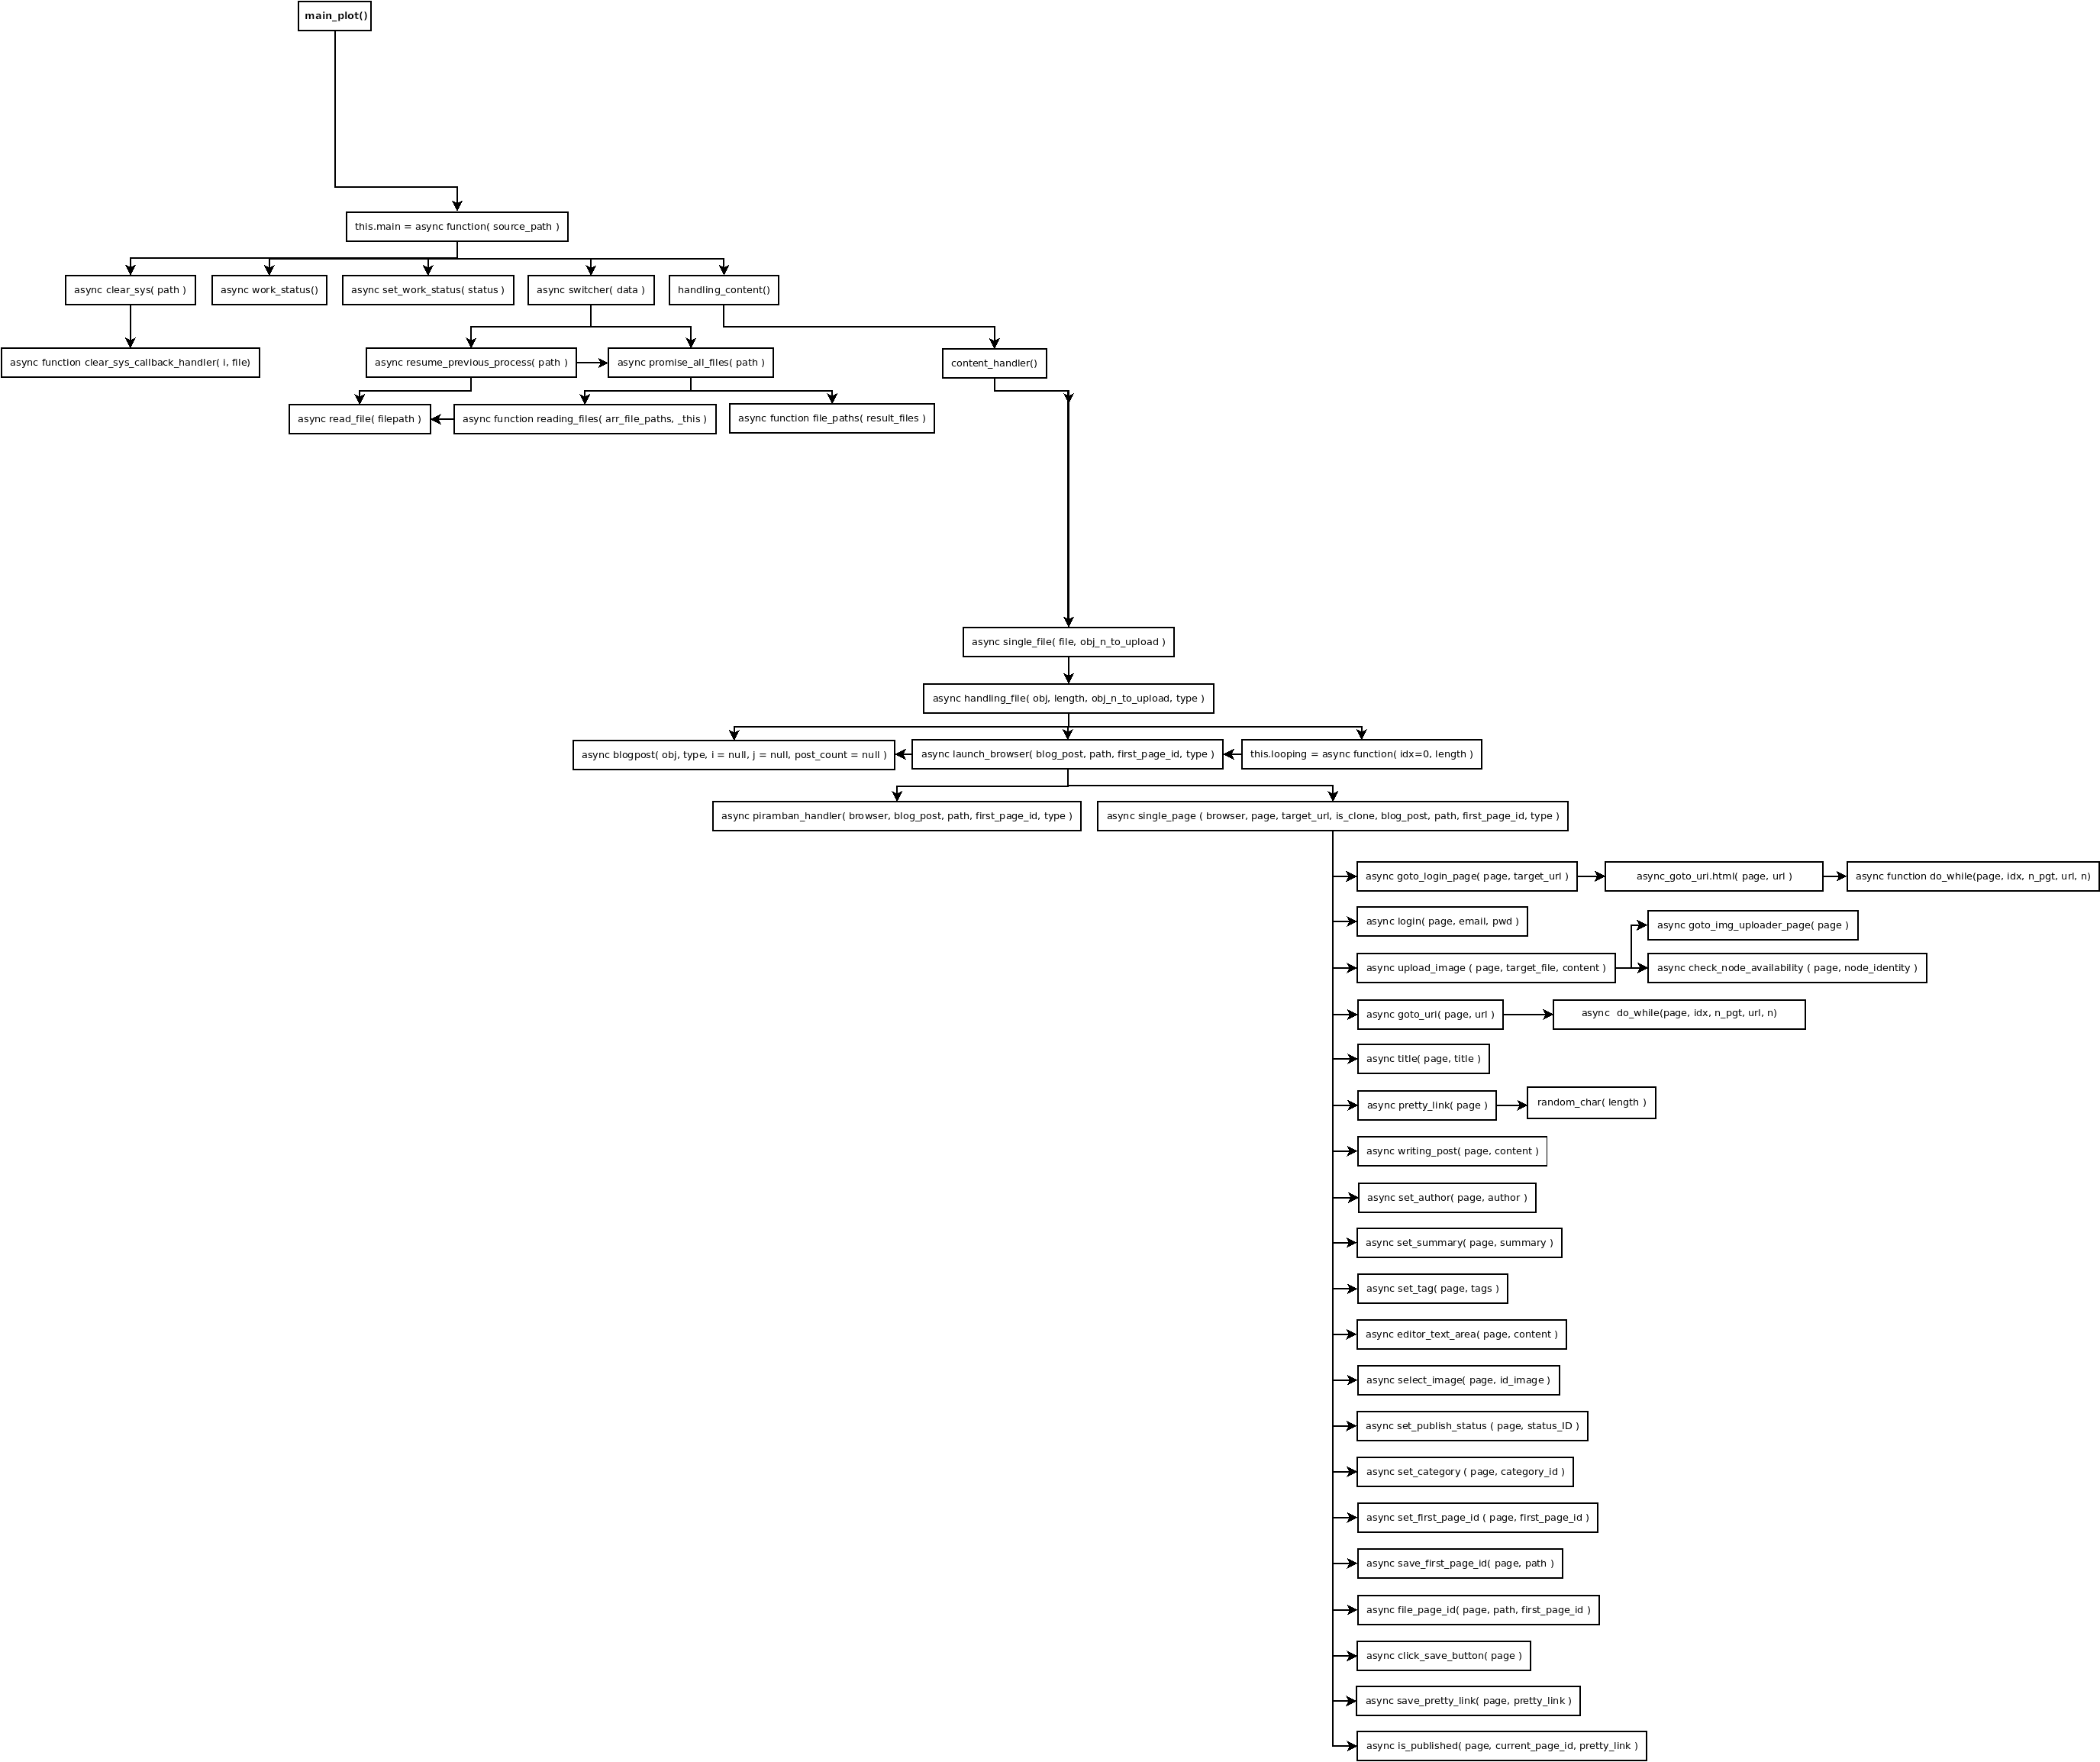 main_plot()
this.main = async function( source_path )
async clear_sys( path )
async work_status()
async set_work_status( status )
async switcher( data )
handling_content()
async function clear_sys_callback_handler( i, file)
async resume_previous_process( path )
async promise_all_files( path )
content_handler()
async read_file( filepath )
async function reading_files( arr_file_paths, _this )
async function file_paths( result_files )
async single_file( file, obj_n_to_upload )
async handling_file( obj, length, obj_n_to_upload, type )
async blogpost( obj, type, i = null, j = null, post_count = null )
async launch_browser( blog_post, path, first_page_id, type )
this.looping = async function( idx=0, length )
async piramban_handler( browser, blog_post, path, first_page_id, type )
async single_page ( browser, page, target_url, is_clone, blog_post, path, first_page_id, type )
async goto_login_page( page, target_url )
async_goto_uri.html( page, url )
async function do_while(page, idx, n_pgt, url, n)
async login( page, email, pwd )
async goto_img_uploader_page( page )
async upload_image ( page, target_file, content )
async check_node_availability ( page, node_identity )
async goto_uri( page, url )
async  do_while(page, idx, n_pgt, url, n)
async title( page, title )
async pretty_link( page )
random_char( length )
async writing_post( page, content )
async set_author( page, author )
async set_summary( page, summary )
async set_tag( page, tags )
async editor_text_area( page, content )
async select_image( page, id_image )
async set_publish_status ( page, status_ID )
async set_category ( page, category_id )
async set_first_page_id ( page, first_page_id )
async save_first_page_id( page, path )
async file_page_id( page, path, first_page_id )
async click_save_button( page )
async save_pretty_link( page, pretty_link )
async is_published( page, current_page_id, pretty_link )